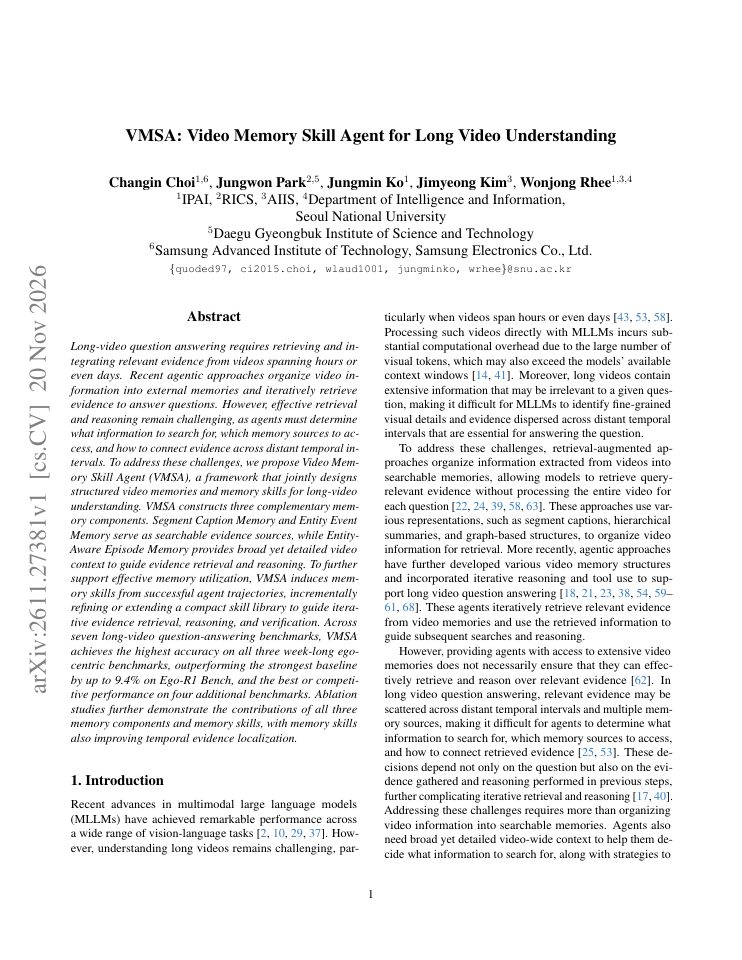 VMSA: Video Memory Skill Agent for Long Video Understanding
Changin Choi1,6, Jungwon Park2,5, Jungmin Ko1, Jimyeong Kim3, Wonjong Rhee1,3,4
1IPAI, 2RICS, 3AIIS, 4Department of Intelligence and Information,
Seoul National University
5Daegu Gyeongbuk Institute of Science and Technology
6Samsung Advanced Institute of Technology, Samsung Electronics Co., Ltd.
{quoded97, ci2015.choi, wlaud1001, jungminko, wrhee}@snu.ac.kr
arXiv:2611.27381v1 [cs.CV] 20 Nov 2026
Abstract
Long-video question answering requires retrieving and in-
tegrating relevant evidence from videos spanning hours or
even days. Recent agentic approaches organize video in-
formation into external memories and iteratively retrieve
evidence to answer questions. However, effective retrieval
and reasoning remain challenging, as agents must determine
what information to search for, which memory sources to ac-
cess, and how to connect evidence across distant temporal in-
tervals. To address these challenges, we propose Video Mem-
ory Skill Agent (VMSA), a framework that jointly designs
structured video memories and memory skills for long-video
understanding. VMSA constructs three complementary mem-
ory components. Segment Caption Memory and Entity Event
Memory serve as searchable evidence sources, while Entity-
Aware Episode Memory provides broad yet detailed video
context to guide evidence retrieval and reasoning. To fur-
ther support effective memory utilization, VMSA induces mem-
ory skills from successful agent trajectories, incrementally
refining or extending a compact skill library to guide itera-
tive evidence retrieval, reasoning, and verification. Across
seven long-video question-answering benchmarks, VMSA
achieves the highest accuracy on all three week-long ego-
centric benchmarks, outperforming the strongest baseline
by up to 9.4% on Ego-R1 Bench, and the best or competi-
tive performance on four additional benchmarks. Ablation
studies further demonstrate the contributions of all three
memory components and memory skills, with memory skills
also improving temporal evidence localization.
1. Introduction
Recent advances in multimodal large language models
(MLLMs) have achieved remarkable performance across
a wide range of vision-language tasks [2, 10, 29, 37]. How-
ever, understanding long videos remains challenging, par-
ticularly when videos span hours or even days [43, 53, 58].
Processing such videos directly with MLLMs incurs sub-
stantial computational overhead due to the large number of
visual tokens, which may also exceed the models' available
context windows [14, 41]. Moreover, long videos contain
extensive information that may be irrelevant to a given ques-
tion, making it difficult for MLLMs to identify fine-grained
visual details and evidence dispersed across distant temporal
intervals that are essential for answering the question.
To address these challenges, retrieval-augmented ap-
proaches organize information extracted from videos into
searchable memories, allowing models to retrieve query-
relevant evidence without processing the entire video for
each question [22, 24, 39, 58, 63]. These approaches use var-
ious representations, such as segment captions, hierarchical
summaries, and graph-based structures, to organize video
information for retrieval. More recently, agentic approaches
have further developed various video memory structures
and incorporated iterative reasoning and tool use to sup-
port long video question answering [18, 21, 23, 38, 54, 59–
61, 68]. These agents iteratively retrieve relevant evidence
from video memories and use the retrieved information to
guide subsequent searches and reasoning.
However, providing agents with access to extensive video
memories does not necessarily ensure that they can effec-
tively retrieve and reason over relevant evidence [62]. In
long video question answering, relevant evidence may be
scattered across distant temporal intervals and multiple mem-
ory sources, making it difficult for agents to determine what
information to search for, which memory sources to access,
and how to connect retrieved evidence [25, 53]. These de-
cisions depend not only on the question but also on the evi-
dence gathered and reasoning performed in previous steps,
further complicating iterative retrieval and reasoning [17, 40].
Addressing these challenges requires more than organizing
video information into searchable memories. Agents also
need broad yet detailed video-wide context to help them de-
cide what information to search for, along with strategies to
1